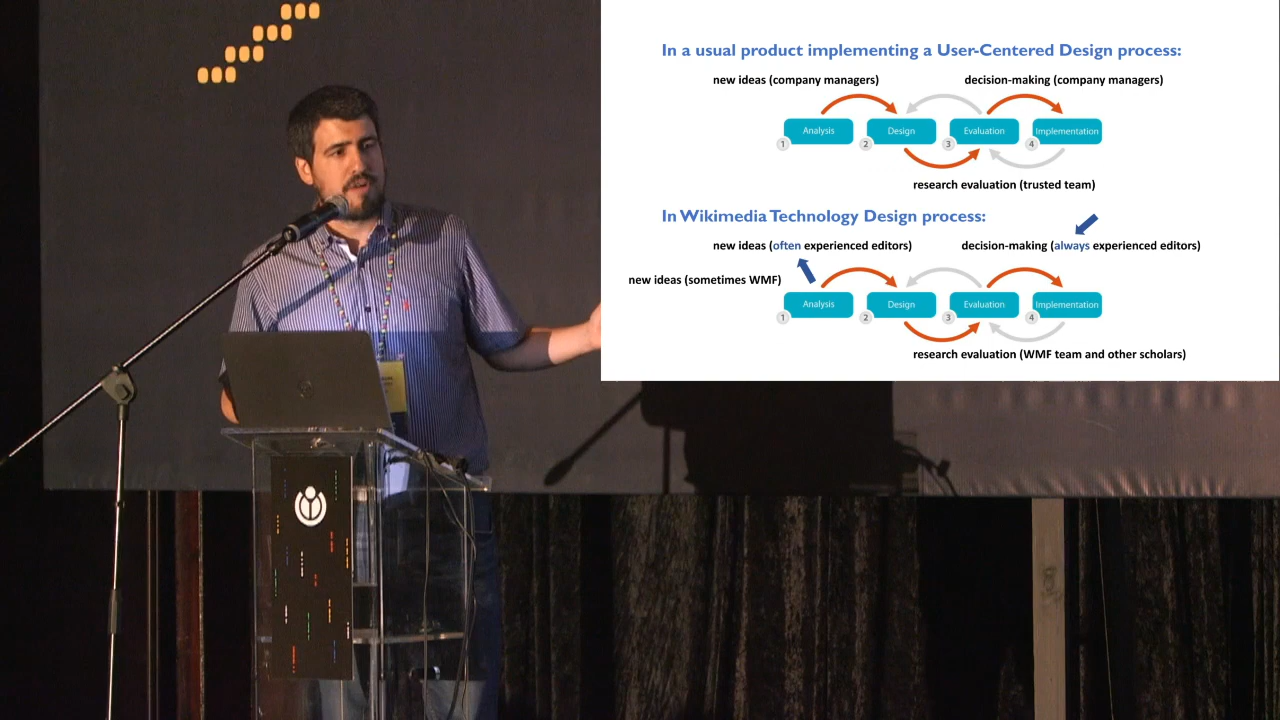 In a usual product implementing a User-Centered Design process:
new ideas (company managers)
decision-making (company managers)
Analysis
Design
Evaluation
Implementation
1
2
3
4
research evaluation (trusted team)
In Wikimedia Technology Design process:
new ideas (often experienced editors)
decision-making (always experienced editors)
new ideas (sometimes WMF)
Analysis
Design
Evaluation
Implementation
1
2
3
4
research evaluation (WMF team and other scholars)